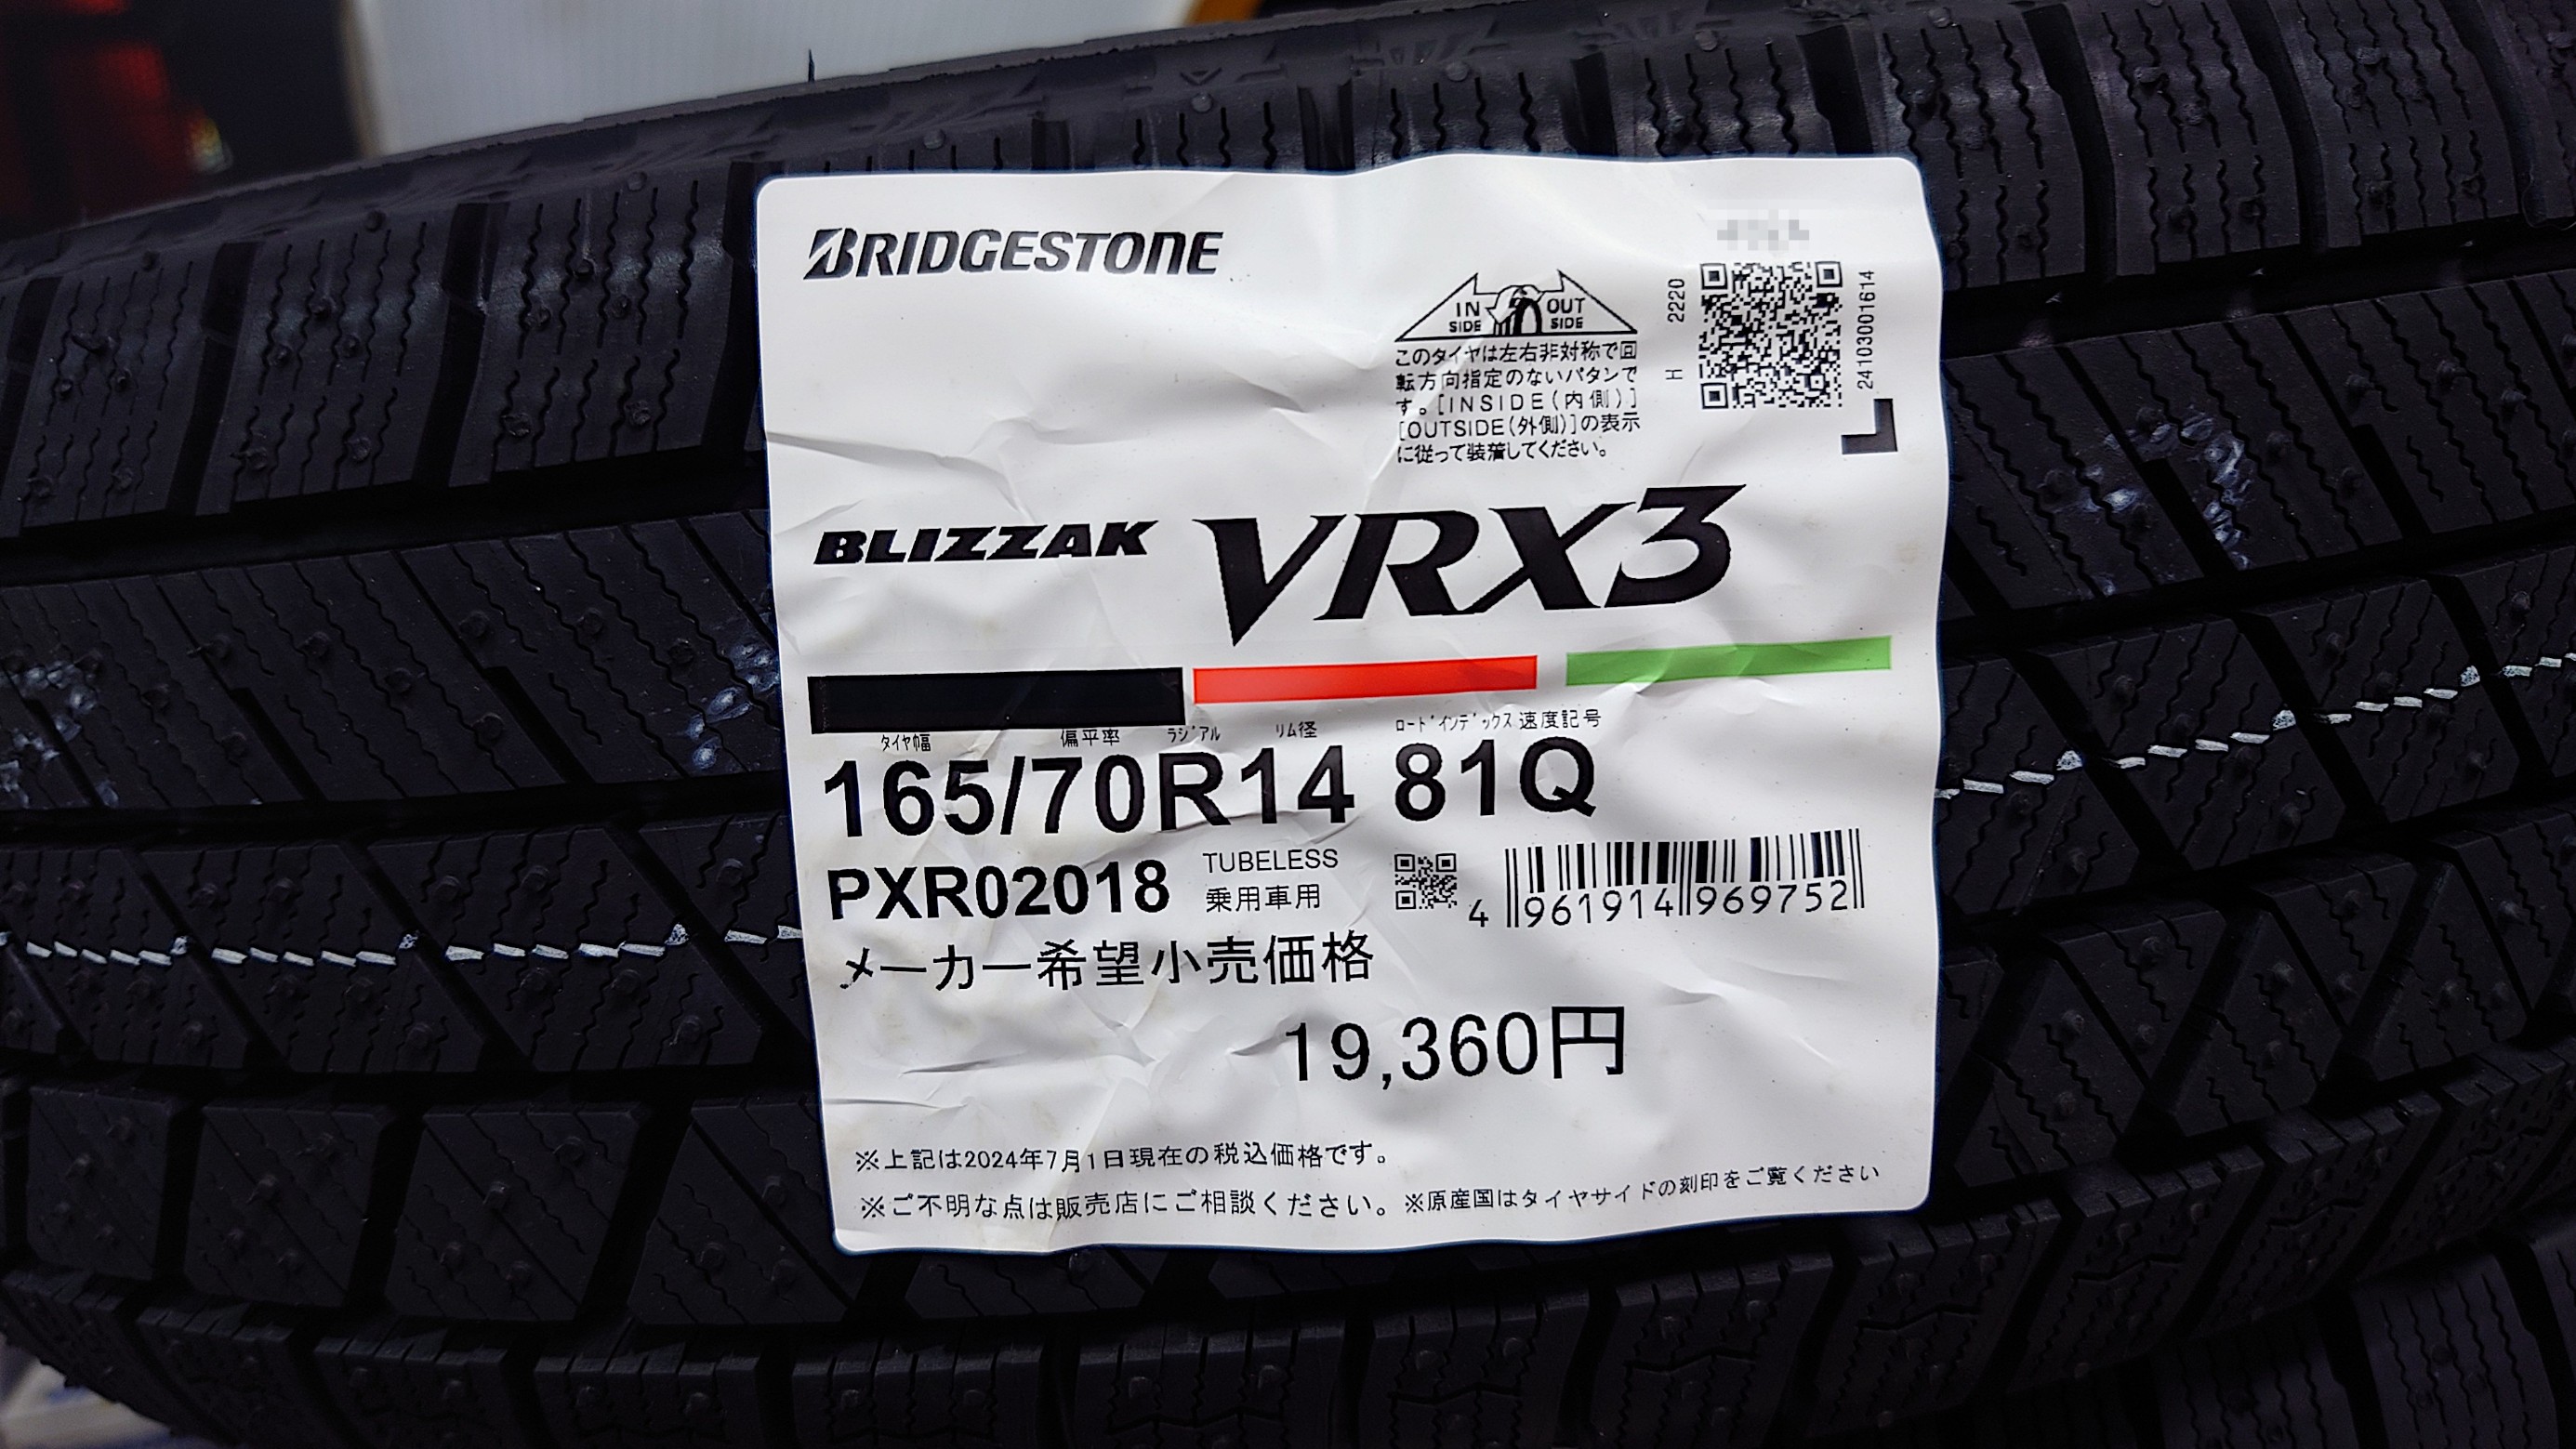 BRIDGESTONE
IN SIDE
OUT SIDE
このタイヤは左右非対称で回
転方向指定のないパタンで
す。[INSIDE(内側)]
[OUTSIDE(外側)]の表示
に従って装着してください。
H 2220
2410300001614
BLIZZAK VRX3
タイヤ幅 偏平率 ラジアル リム径 ロードインデックス 速度記号
165/70R14 81Q
PXR02018
TUBELESS
乗用車用
4 961914 969752
メーカー希望小売価格
19,360円
※上記は2024年7月1日現在の税込価格です。
※ご不明な点は販売店にご相談ください。※原産国はタイヤサイドの刻印をご覧ください